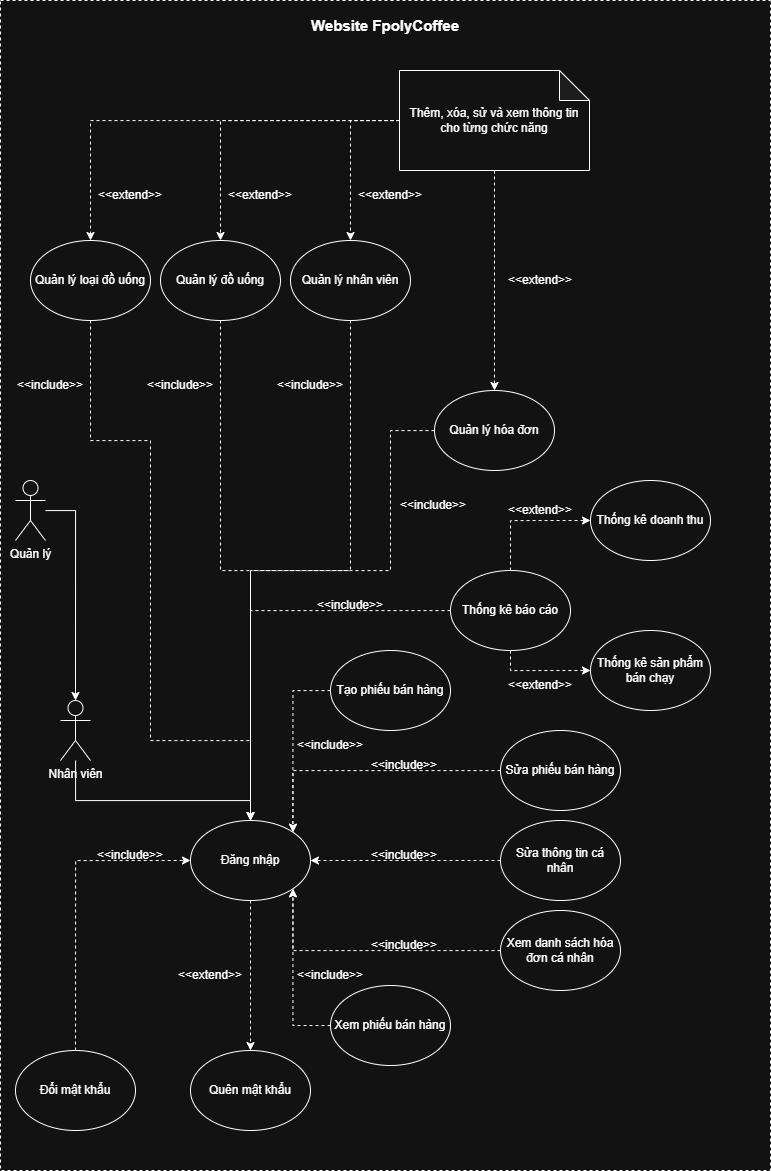 Website FpolyCoffee
Thêm, xóa, sử và xem thông tin
cho từng chức năng
<<extend>>
<<extend>>
<<extend>>
Quản lý loại đồ uống
Quản lý đồ uống
Quản lý nhân viên
<<extend>>
<<include>>
<<include>>
<<include>>
Quản lý hóa đơn
<<include>>
<<extend>>
Thống kê doanh thu
Quản lý
<<include>>
Thống kê báo cáo
Thống kê sản phẩm
bán chạy
<<extend>>
Tạo phiếu bán hàng
<<include>>
Nhân viên
<<include>>
Sửa phiếu bán hàng
<<include>>
Đăng nhập
<<include>>
Sửa thông tin cá
nhân
<<include>>
Xem danh sách hóa
đơn cá nhân
<<extend>>
<<include>>
Xem phiếu bán hàng
Đổi mật khẩu
Quên mật khẩu